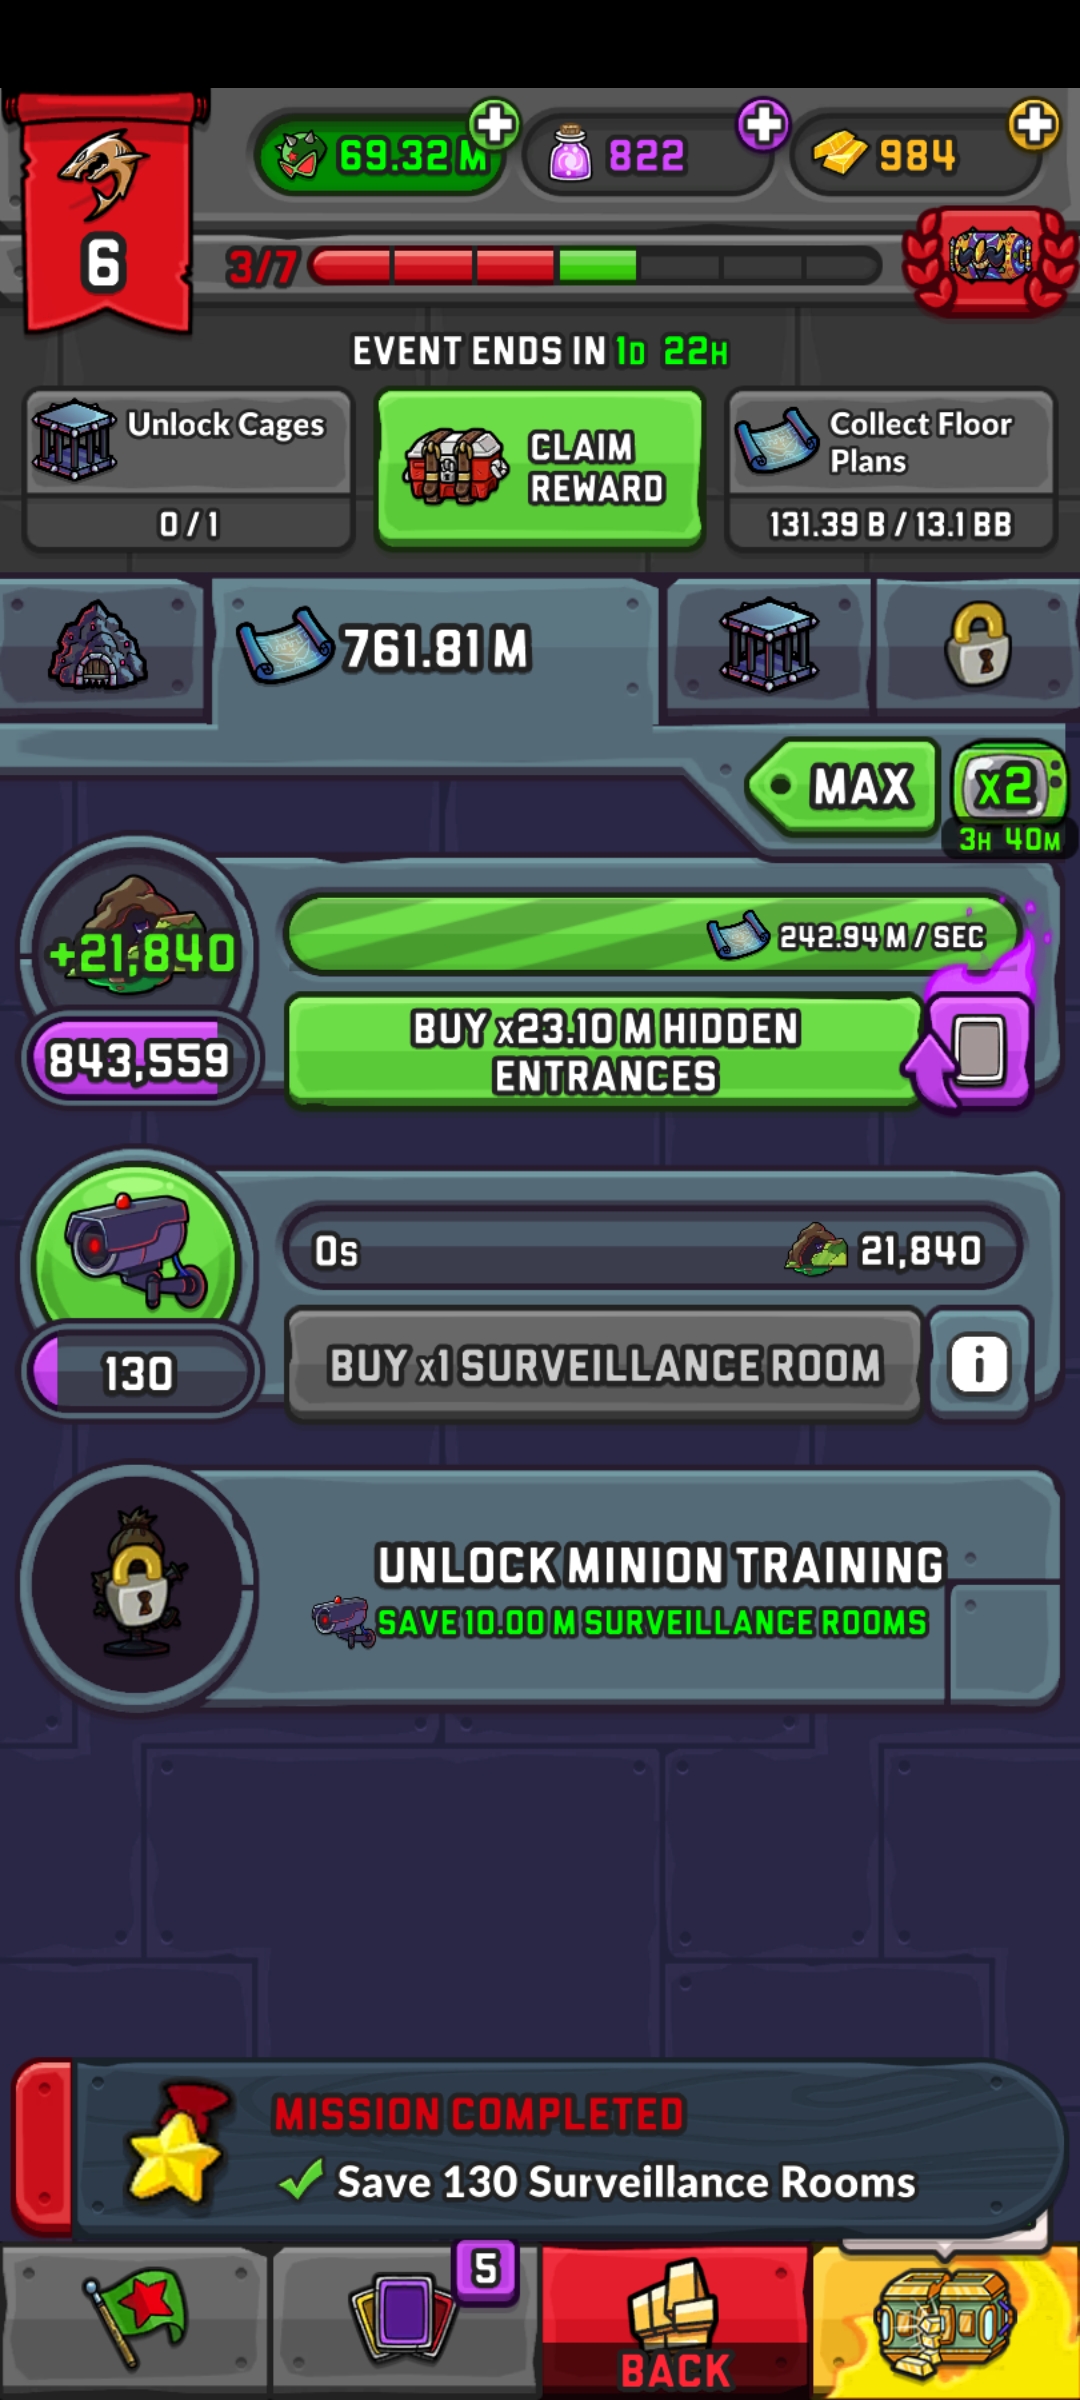 69.32 M
822
984
6
3/7
EVENT ENDS IN 1D 22H
Unlock Cages
0 / 1
CLAIM
REWARD
Collect Floor
Plans
131.39 B / 13.1 BB
761.81 M
MAX
x2
3H 40M
+21,840
843,559
242.94 M / SEC
BUY x23.10 M HIDDEN
ENTRANCES
0s
21,840
130
BUY x1 SURVEILLANCE ROOM
i
UNLOCK MINION TRAINING
SAVE 10.00 M SURVEILLANCE ROOMS
MISSION COMPLETED
Save 130 Surveillance Rooms
5
BACK